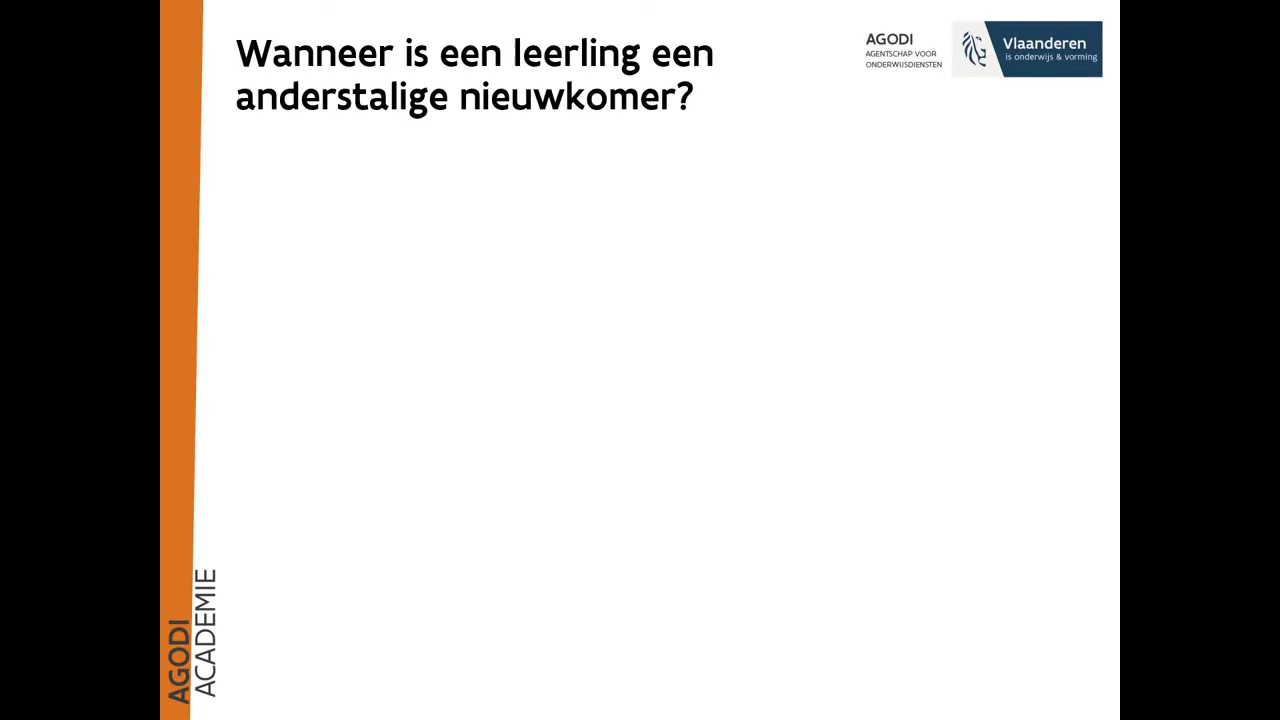 Wanneer is een leerling een
anderstalige nieuwkomer?
AGODI
AGENTSCHAP VOOR
ONDERWIJSDIENSTEN
Vlaanderen
is onderwijs & vorming
AGODI
ACADEMIE